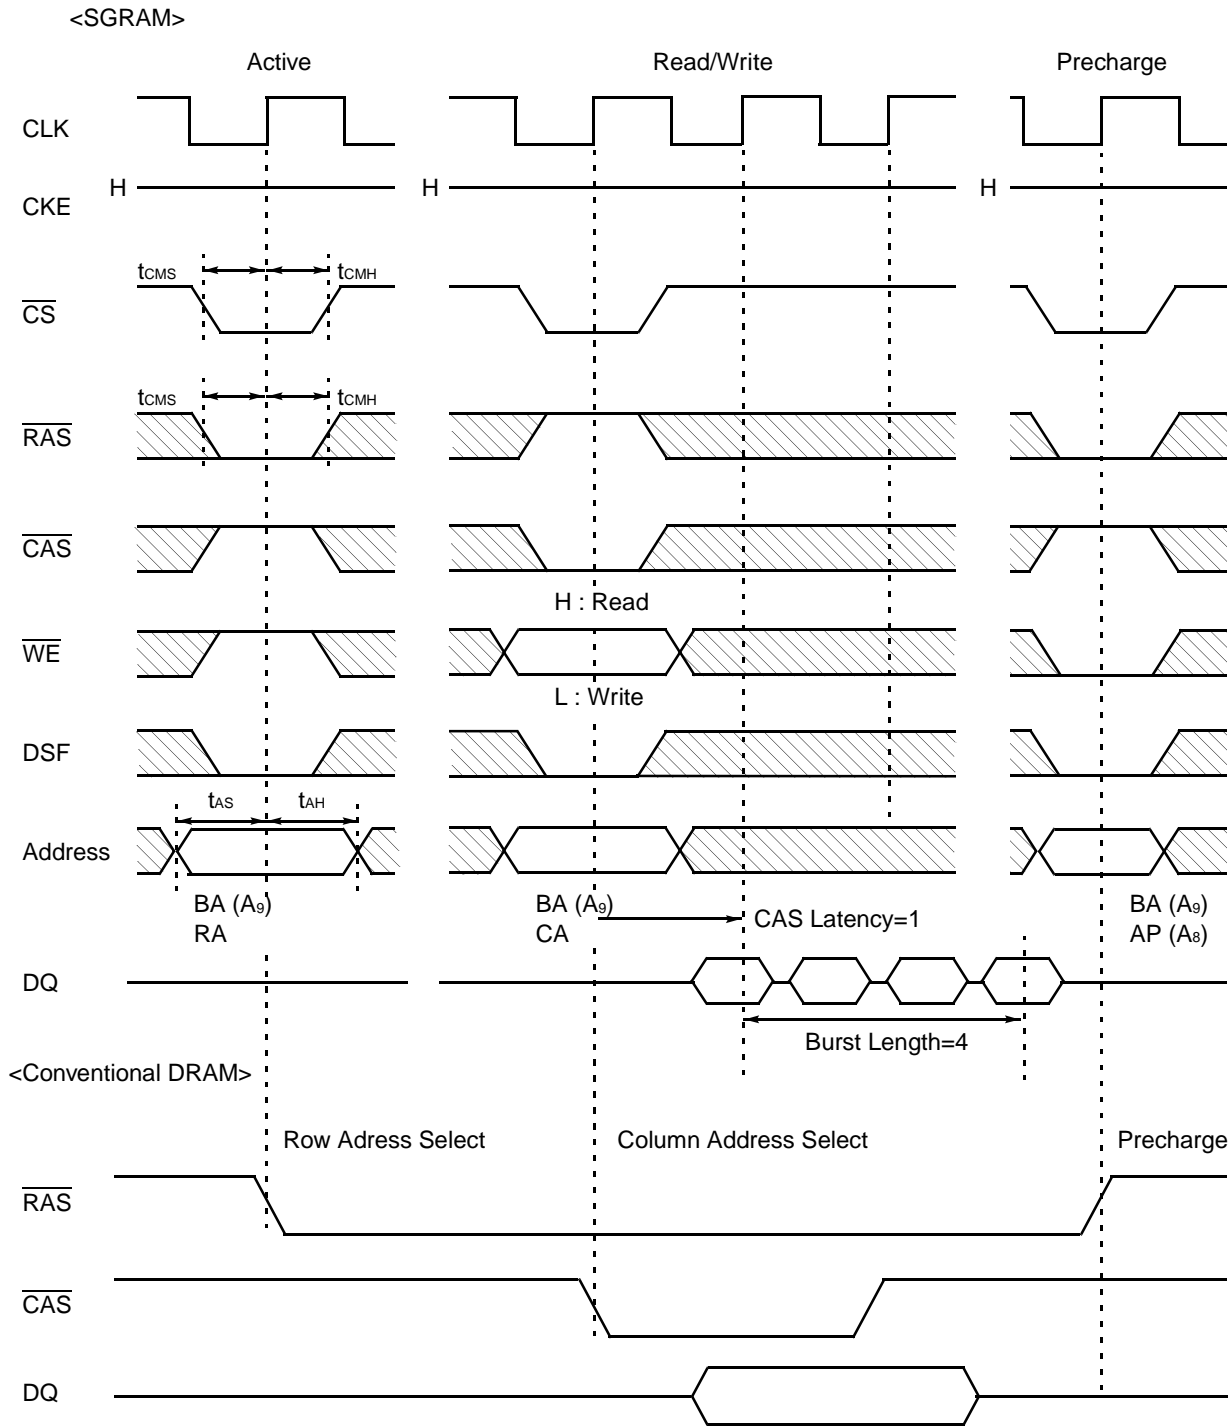 <SGRAM>
Active Read/Write Precharge
CLK
H H H
CKE
tCMS tCMH
CS
tCMS tCMH
RAS
CAS
H : Read
WE
L : Write
DSF
tAS tAH
Address
BA (A9) BA (A9) BA (A9)
RA CA CAS Latency=1 AP (A8)
DQ
Burst Length=4
<Conventional DRAM>
Row Adress Select Column Address Select Precharge
RAS
CAS
DQ